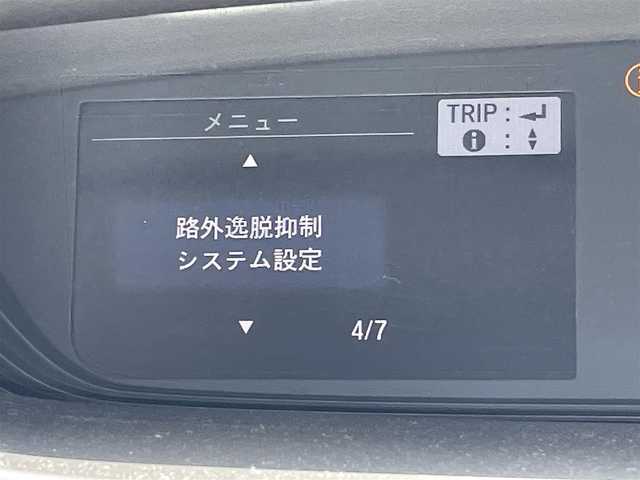 メニュー
TRIP :
i :
路外逸脱抑制
システム設定
4/7